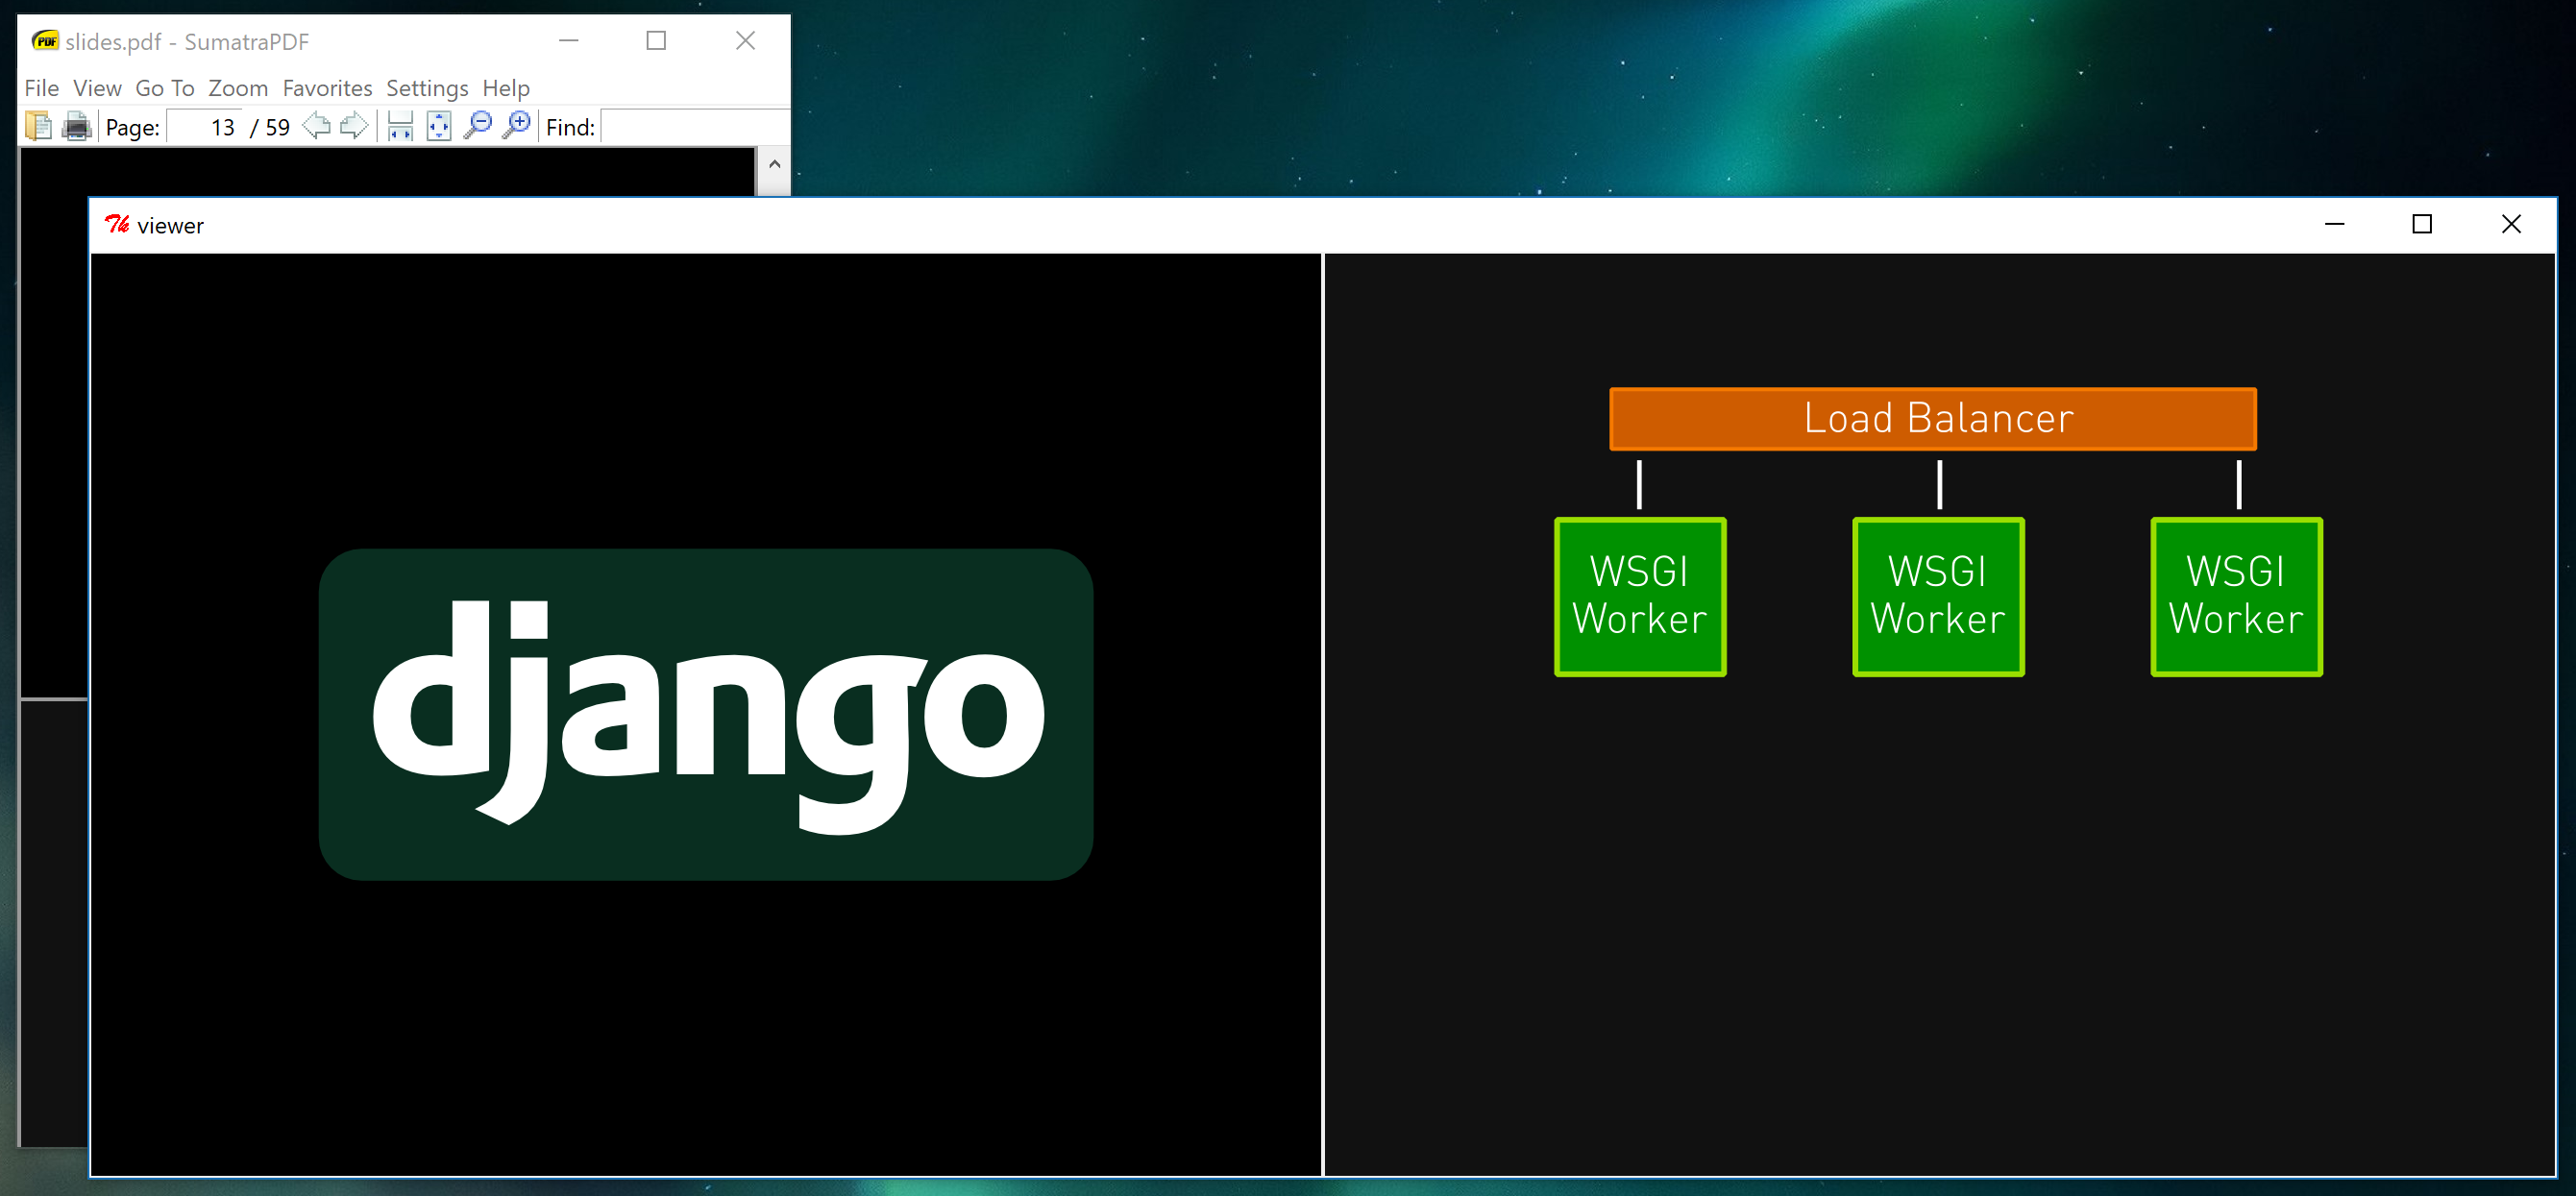 slides.pdf - SumatraPDF
File View Go To Zoom Favorites Settings Help
Page: 13 / 59 Find:
viewer
django
Load Balancer
WSGI
Worker
WSGI
Worker
WSGI
Worker